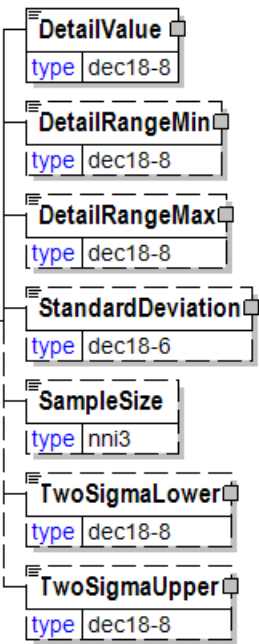 DetailValue
type dec18-8
DetailRangeMin
type dec18-8
DetailRangeMax
type dec18-8
StandardDeviation
type dec18-6
SampleSize
type nni3
TwoSigmaLower
type dec18-8
TwoSigmaUpper
type dec18-8